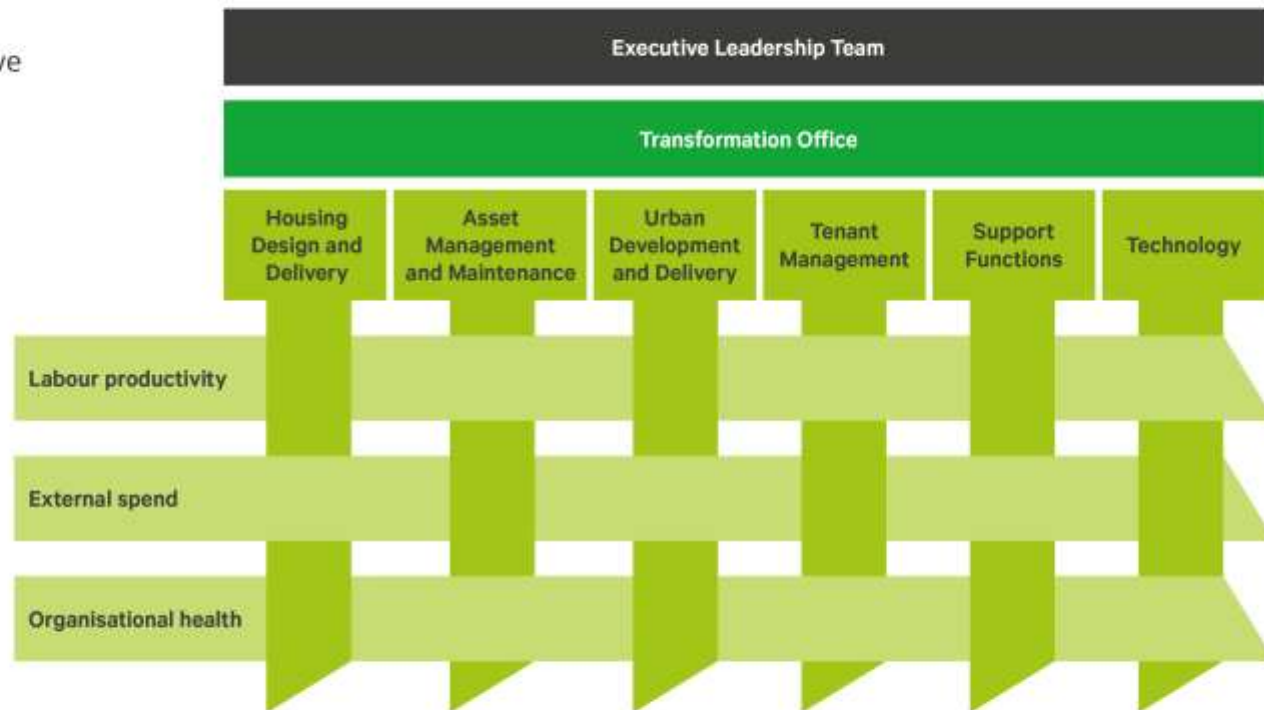 ve
Executive Leadership Team
Transformation Office
Housing
Design and
Delivery
Asset
Management
and Maintenance
Urban
Development
and Delivery
Tenant
Management
Support
Functions
Technology
Labour productivity
External spend
Organisational health